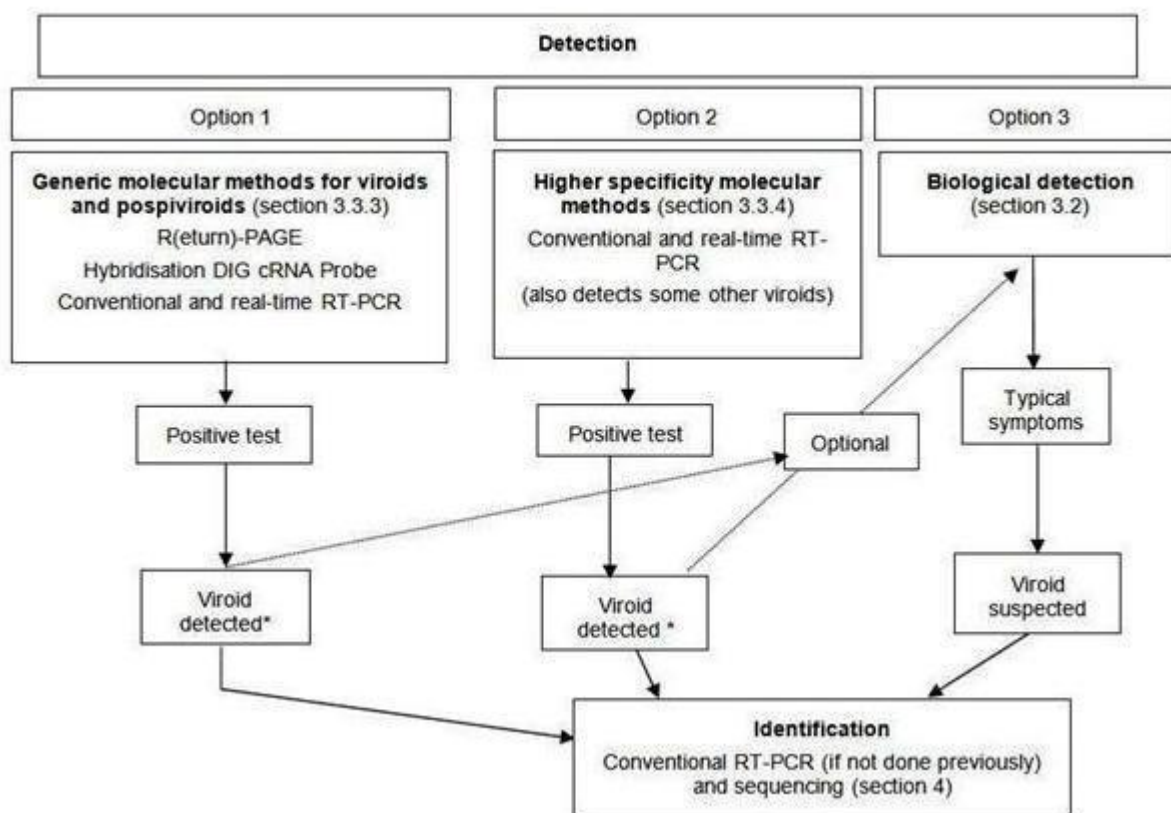 Detection
Option 1
Option 2
Option 3
Generic molecular methods for viroids
and pospiviroids (section 3.3.3)
R(eturn)-PAGE
Hybridisation DIG cRNA Probe
Conventional and real-time RT-PCR
Higher specificity molecular
methods (section 3.3.4)
Conventional and real-time RT-
PCR
(also detects some other viroids)
Biological detection
(section 3.2)
Positive test
Positive test
Optional
Typical
symptoms
Viroid
detected*
Viroid
detected *
Viroid
suspected
Identification
Conventional RT-PCR (if not done previously)
and sequencing (section 4)